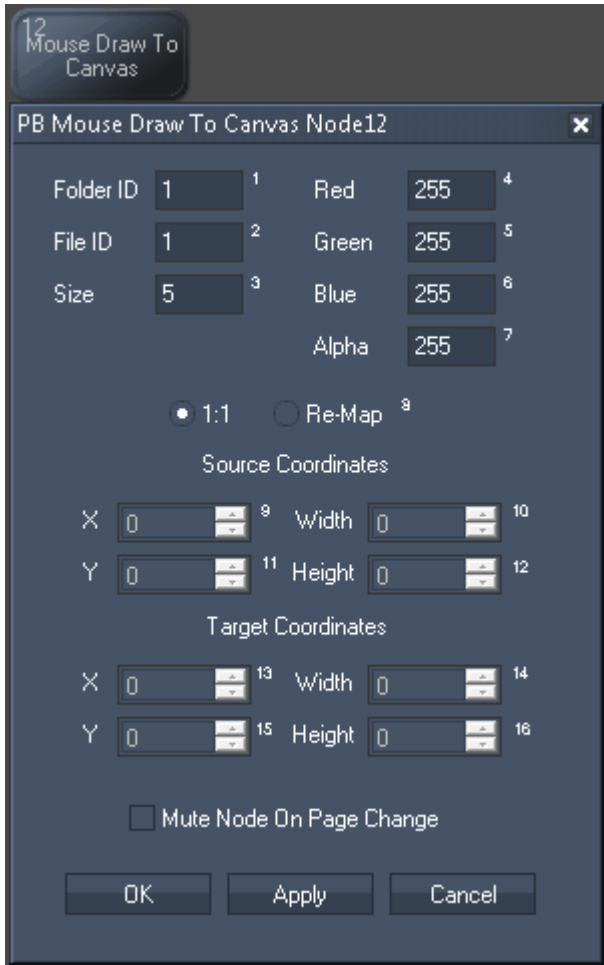 12
Mouse Draw To
Canvas
PB Mouse Draw To Canvas Node12
Folder ID 1 1 Red 255 4
File ID 1 2 Green 255 5
Size 5 3 Blue 255 6
Alpha 255 7
1:1 Re-Map 8
Source Coordinates
X 0 9 Width 0 10
Y 0 11 Height 0 12
Target Coordinates
X 0 13 Width 0 14
Y 0 15 Height 0 16
Mute Node On Page Change
OK Apply Cancel